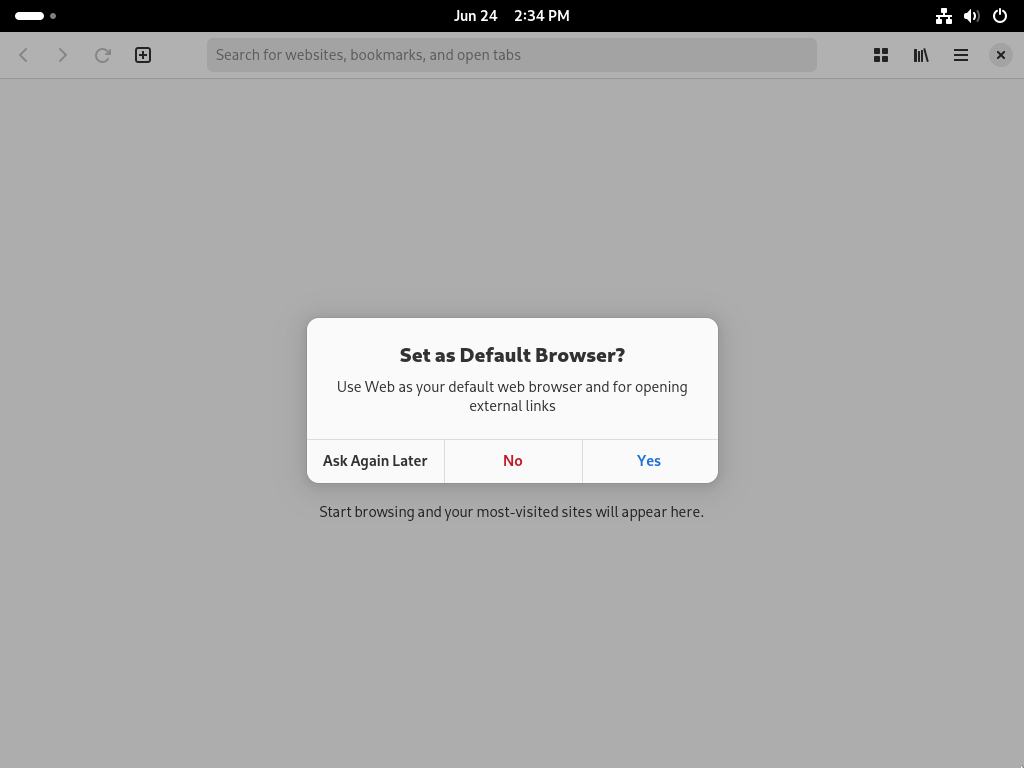 Jun 24 2:34 PM
Search for websites, bookmarks, and open tabs
Set as Default Browser?
Use Web as your default web browser and for opening
external links
Ask Again Later No Yes
Start browsing and your most-visited sites will appear here.